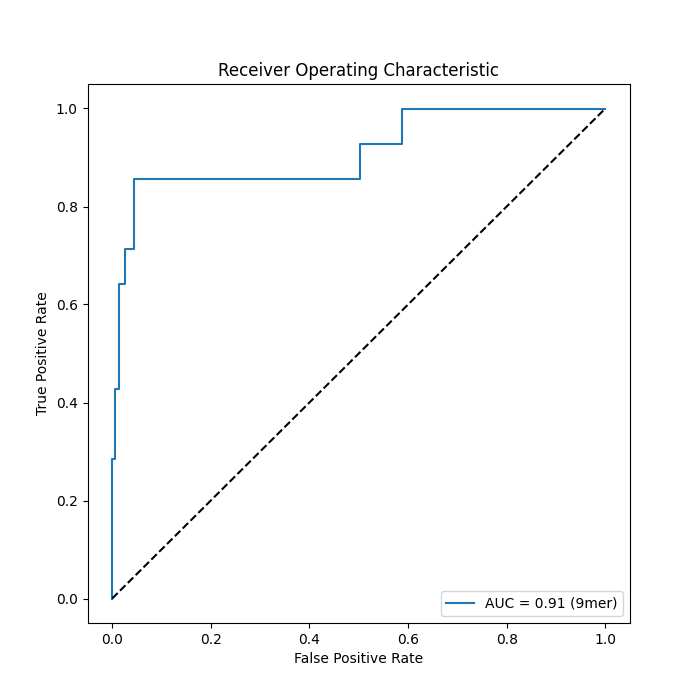 Receiver Operating Characteristic
True Positive Rate
1.0
0.8
0.6
0.4
0.2
0.0
AUC = 0.91 (9mer)
0.0 0.2 0.4 0.6 0.8 1.0
False Positive Rate